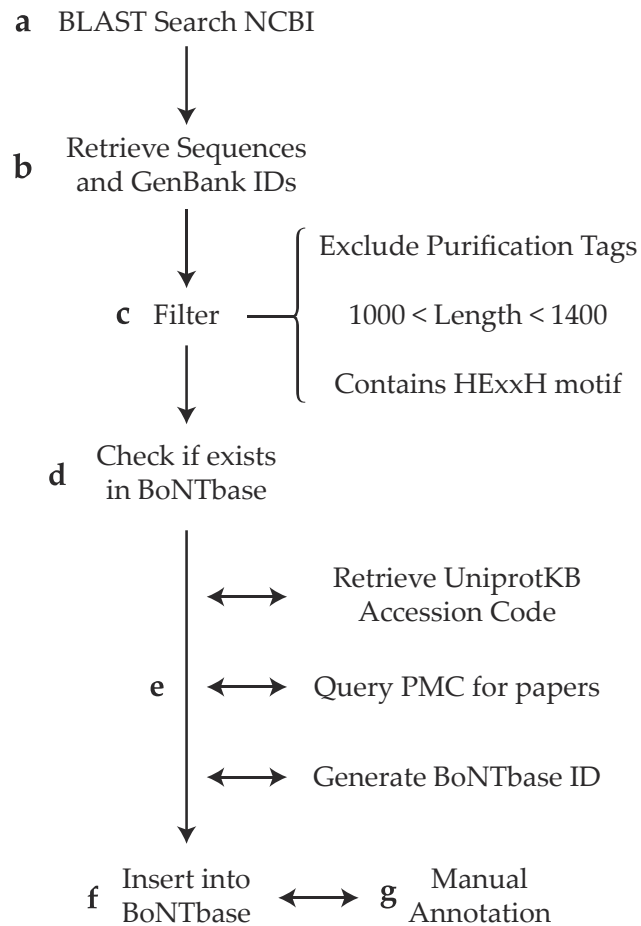 a BLAST Search NCBI
b Retrieve Sequences
and GenBank IDs
Exclude Purification Tags
c Filter
1000 < Length < 1400
Contains HExxH motif
d Check if exists
in BoNTbase
Retrieve UniprotKB
Accession Code
e
Query PMC for papers
Generate BoNTbase ID
f Insert into
BoNTbase
g Manual
Annotation